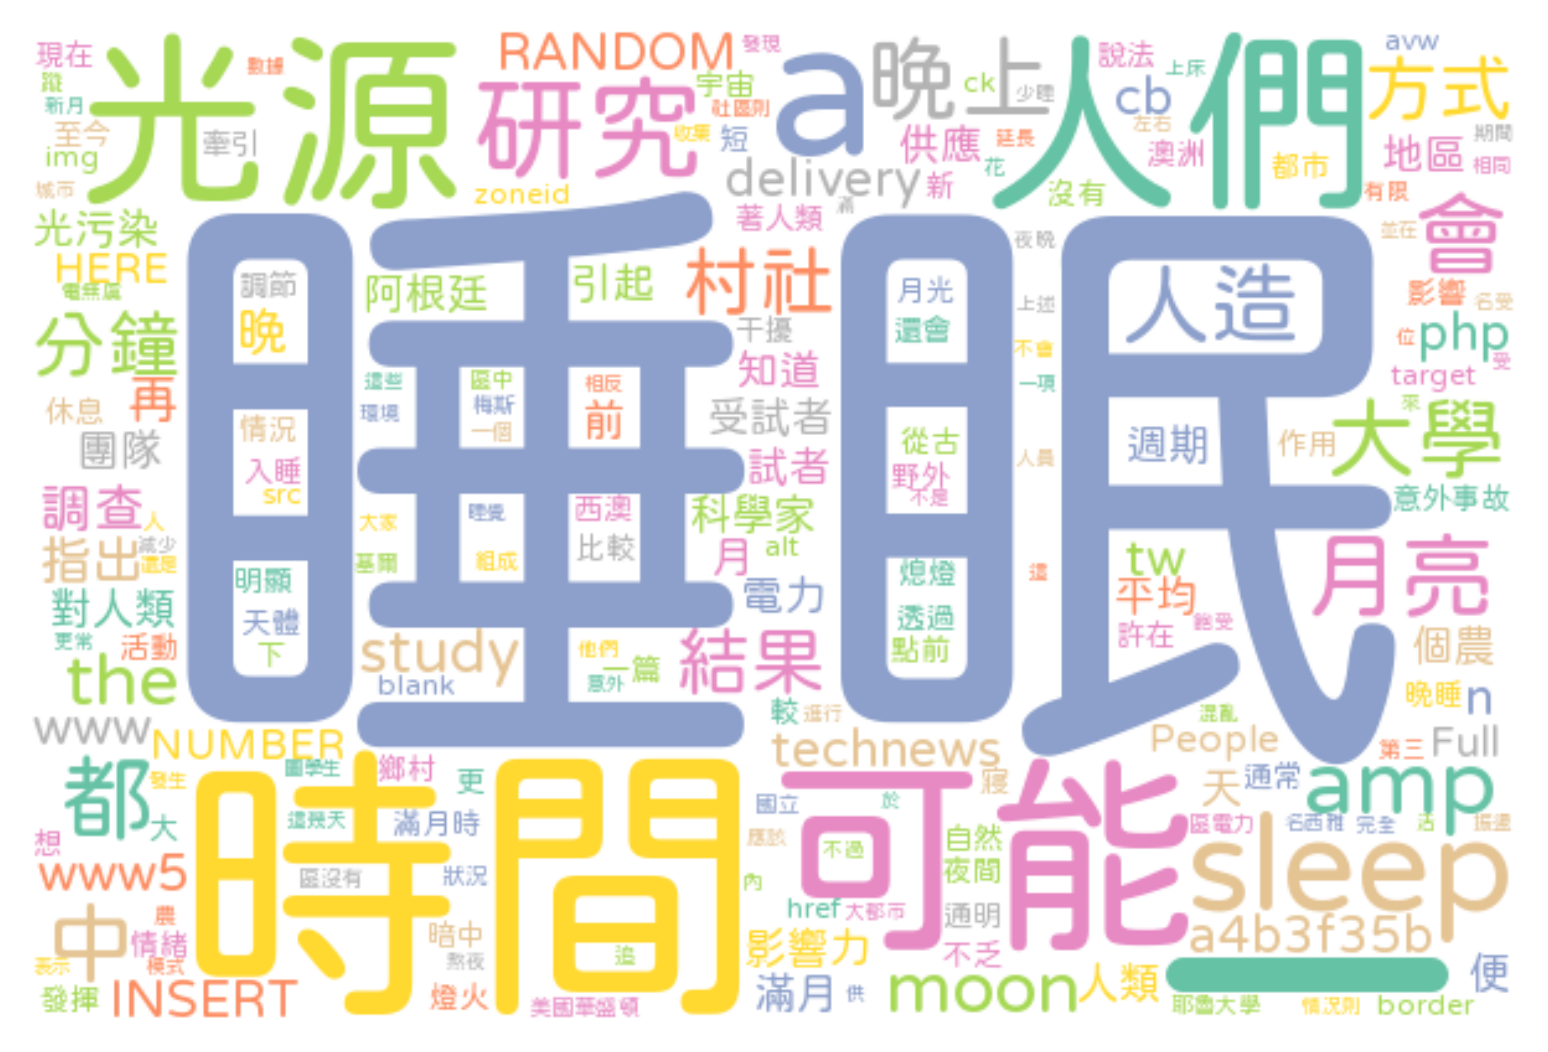 現在
光源
數據
RANDOM
發現
a
晚上
ck
少睡
人們
說法
上床
avw
方式
新月
至今
img
城市
牽引
研究
宇宙
社區則
收集
短
供應
延長
cb
左右
澳洲
都市
地區
期間
相同
zoneid
delivery
新
花
沒有
有限
光污染
HERE
著人類
滿
夜晚
並在
會
睡眠
調節
晚
阿根廷
引起
村社
月光
還會
上述
人造
影響
名受
分鐘
干擾
不會
位
php
受
再
這些
區中
相反
知道
一項
target
來
休息
環境
梅斯
一個
前
受試者
團隊
情況
從古
週期
作用
大學
入睡
src
試者
野外
不是
人員
意外事故
調查
人
大家
睡覺
西澳
科學家
指出
減少
還是
基爾
組成
比較
月
alt
熄燈
這
tw
月亮
對人類
明顯
電力
透過
平均
更常
活動
天體
下
study
他們
一篇
意外
結果
點前
許在
飽受
個農
the
blank
較
進行
混亂
晚睡
n
www
NUMBER
technews
People
第三
Full
都
發生
大
時間
鄉村
更
國立
於
可能
寢
天
通常
amp
想
這幾天
滿月時
不過
自然
區電力
完全
活
www5
區沒有
狀況
內
夜間
sleep
中
農
情緒
模式
表示
暗中
熬夜
追
href
大都市
通明
影響力
不乏
a4b3f35b
發揮
INSERT
燈火
美國華盛頓
滿月
供
moon
人類
一
便
耶魯大學
情況則
border